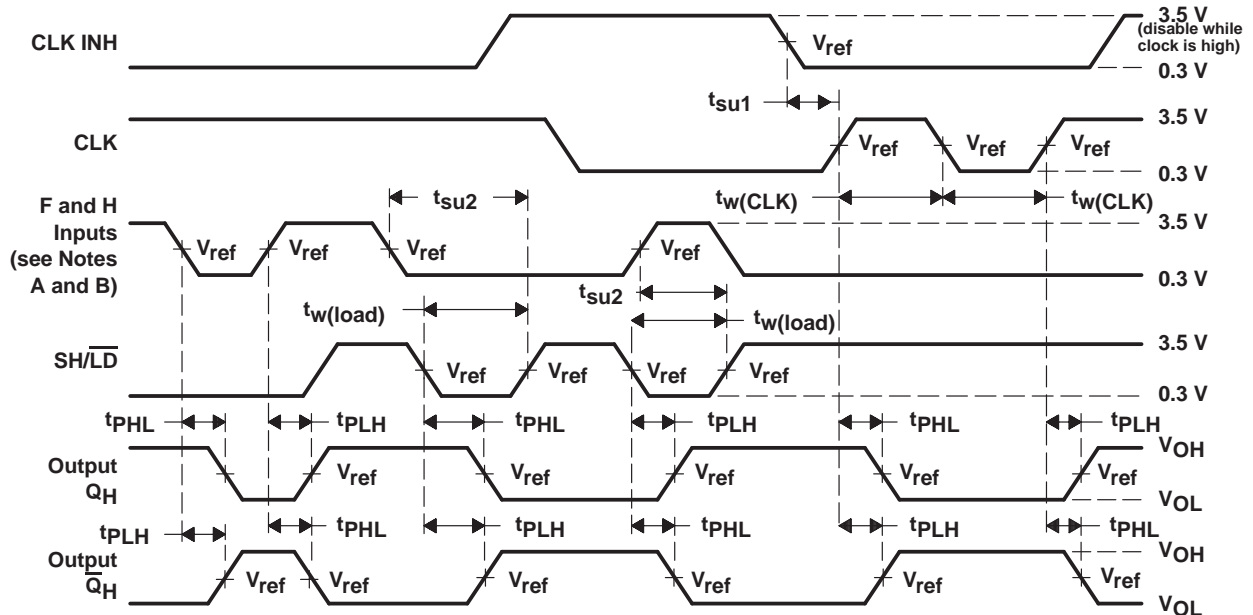 3.5 V
(disable while
clock is high)
CLK INH
Vref
0.3 V
tsu1
3.5 V
CLK
Vref
Vref
Vref
0.3 V
F and H
Inputs
(see Notes
A and B)
tsu2
tw(CLK)
tw(CLK)
3.5 V
Vref
Vref
Vref
Vref
0.3 V
tsu2
tw(load)
tw(load)
SH/L̅D̅
3.5 V
Vref
Vref
Vref
Vref
0.3 V
tPHL
tPLH
tPHL
tPLH
tPHL
tPLH
VOH
Output
QH
Vref
Vref
Vref
Vref
Vref
Vref
VOL
tPLH
tPHL
tPLH
tPHL
tPLH
tPHL
VOH
Output
Q̅H
Vref
Vref
Vref
Vref
Vref
Vref
VOL